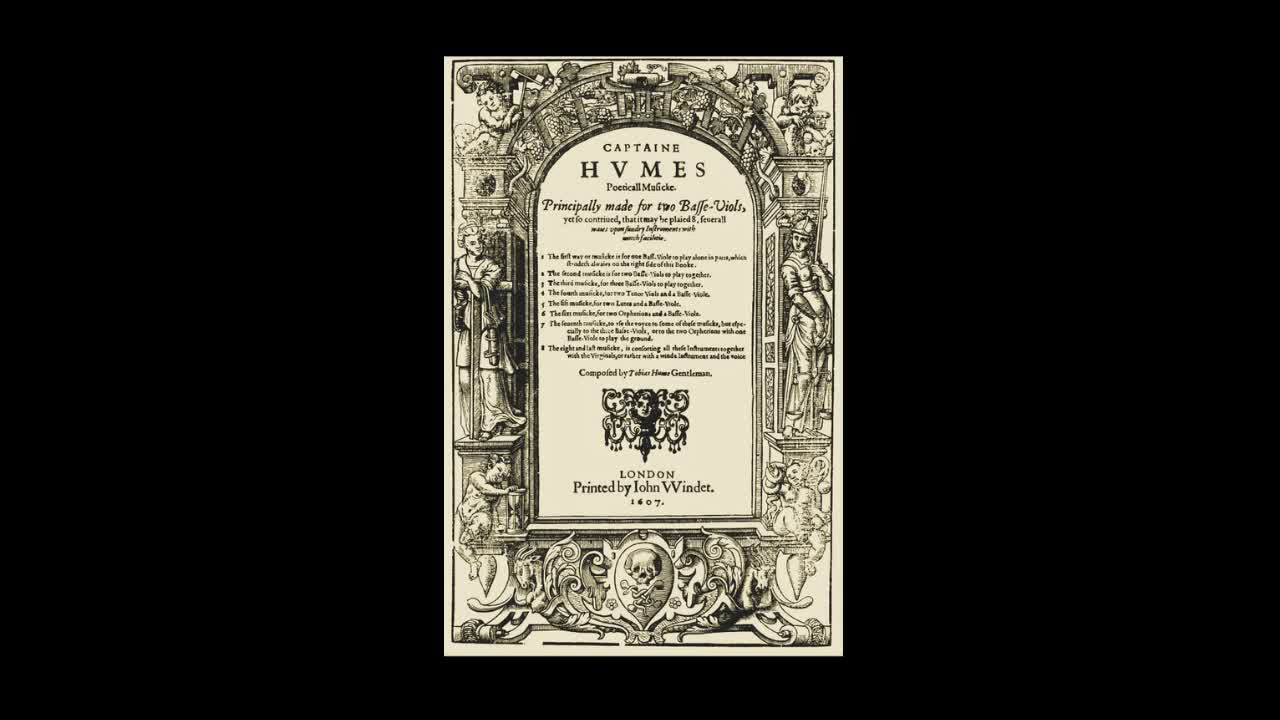 CAPTAINE
HVMES
Poeticall Musicke.
Principally made for two Basse-Viols,
yet so contriued, that it may be plaied 8. seuerall
waies vpon sundry Instruments with
much facilitie.
1 The first way or musicke is for one Bass-Viole to play alone in parts, which
standeth alwaies on the right side of this Booke.
2 The second musicke is for two Basse-Viols to play together.
3 The third musicke, for three Basse-Viols to play together.
4 The fourth musicke, for two Tenor Viols and a Basse-Viole.
5 The fift musicke, for two Lutes and a Basse-Viole.
6 The sixt musicke, for two Orpherions and a Basse-Viole.
7 The seuenth musicke, to vse the voyce to some of these musicks, but espe-
cially to the three Basse-Viols, or to the two Orpherions with one
Basse-Viole to play the ground.
8 The eight and last musicke, is consorting all these Instruments together
with the Virginals, or rather with a winde Instrument and the voice
Composed by Tobias Hume Gentleman.
LONDON
Printed by Iohn VVindet.
1607.